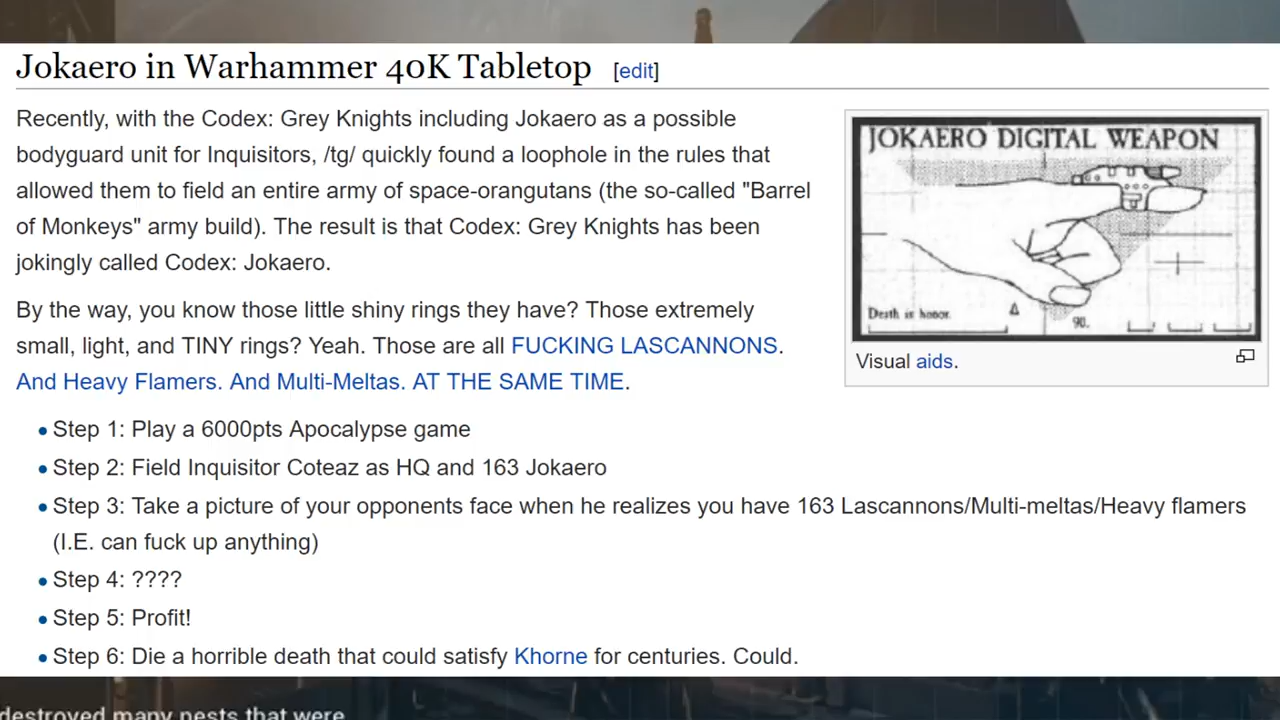 Jokaero in Warhammer 40K Tabletop [edit]
Recently, with the Codex: Grey Knights including Jokaero as a possible
bodyguard unit for Inquisitors, /tg/ quickly found a loophole in the rules that
allowed them to field an entire army of space-orangutans (the so-called "Barrel
of Monkeys" army build). The result is that Codex: Grey Knights has been
jokingly called Codex: Jokaero.
By the way, you know those little shiny rings they have? Those extremely
small, light, and TINY rings? Yeah. Those are all FUCKING LASCANNONS.
And Heavy Flamers. And Multi-Meltas. AT THE SAME TIME.
JOKAERO DIGITAL WEAPON
Death is honor.
90.
Visual aids.
• Step 1: Play a 6000pts Apocalypse game
• Step 2: Field Inquisitor Coteaz as HQ and 163 Jokaero
• Step 3: Take a picture of your opponents face when he realizes you have 163 Lascannons/Multi-meltas/Heavy flamers
(I.E. can fuck up anything)
• Step 4: ????
• Step 5: Profit!
• Step 6: Die a horrible death that could satisfy Khorne for centuries. Could.
destroyed many nests that were